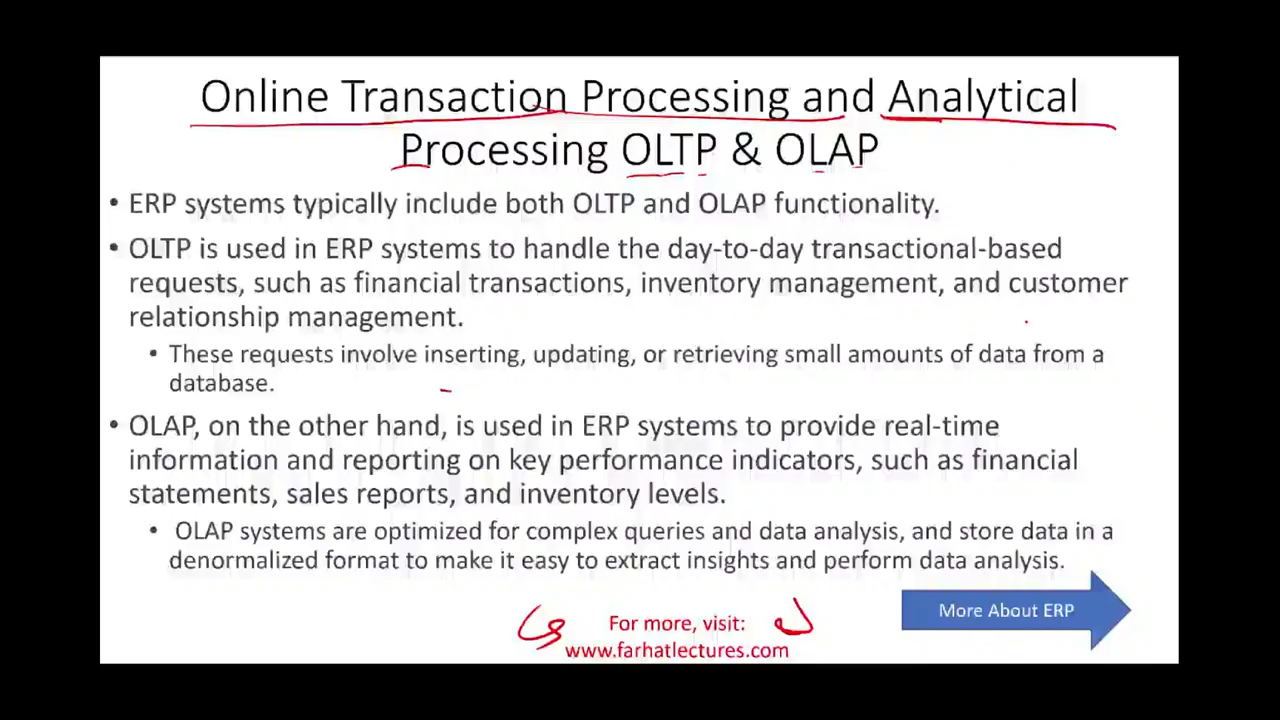 Online Transaction Processing and Analytical
Processing OLTP & OLAP
• ERP systems typically include both OLTP and OLAP functionality.
• OLTP is used in ERP systems to handle the day-to-day transactional-based
requests, such as financial transactions, inventory management, and customer
relationship management.
• These requests involve inserting, updating, or retrieving small amounts of data from a
database.
• OLAP, on the other hand, is used in ERP systems to provide real-time
information and reporting on key performance indicators, such as financial
statements, sales reports, and inventory levels.
• OLAP systems are optimized for complex queries and data analysis, and store data in a
denormalized format to make it easy to extract insights and perform data analysis.
More About ERP
For more, visit:
www.farhatlectures.com